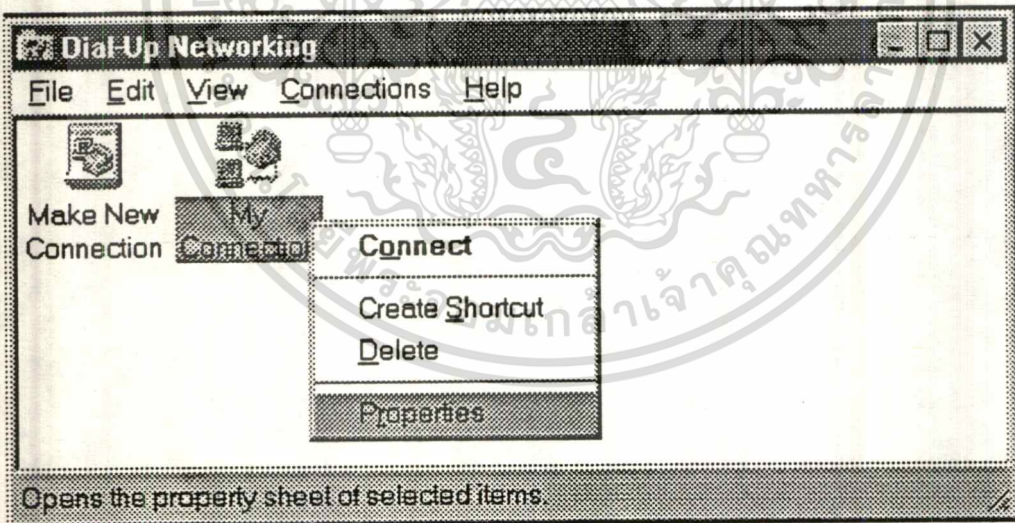 Dial-Up Networking
File Edit View Connections Help
Make New
Connection
My
Connection
Connect
Create Shortcut
Delete
Properties
Opens the property sheet of selected items.